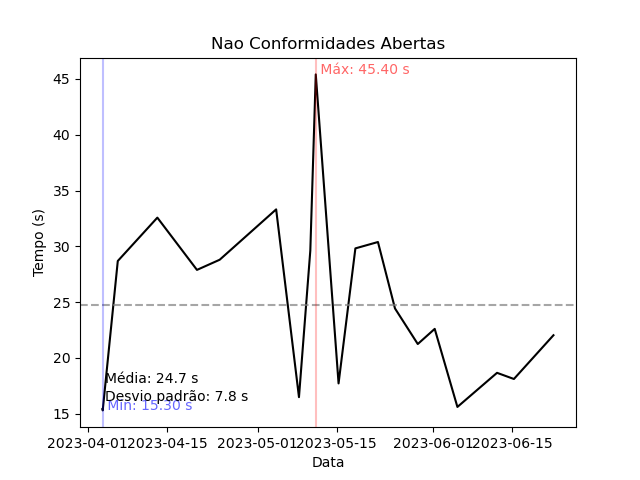 Nao Conformidades Abertas
Máx: 45.40 s
45
40
35
30
25
20
15
Tempo (s)
Média: 24.7 s
Desvio padrão: 7.8 s
Mín: 15.30 s
2023-04-01
2023-04-15
2023-05-01
2023-05-15
2023-06-01
2023-06-15
Data